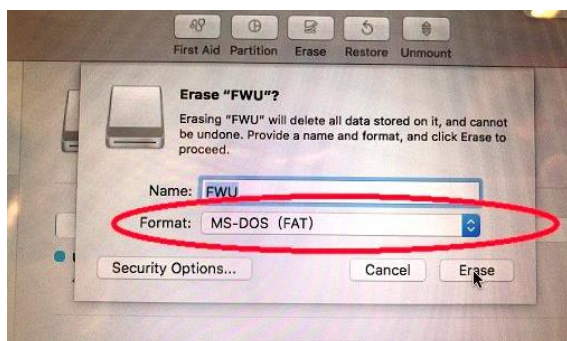 First Aid Partition Erase Restore Unmount
Erase "FWU"?
Erasing "FWU" will delete all data stored on it, and cannot
be undone. Provide a name and format, and click Erase to
proceed.
Name: FWU
Format: MS-DOS (FAT)
Security Options... Cancel Erase